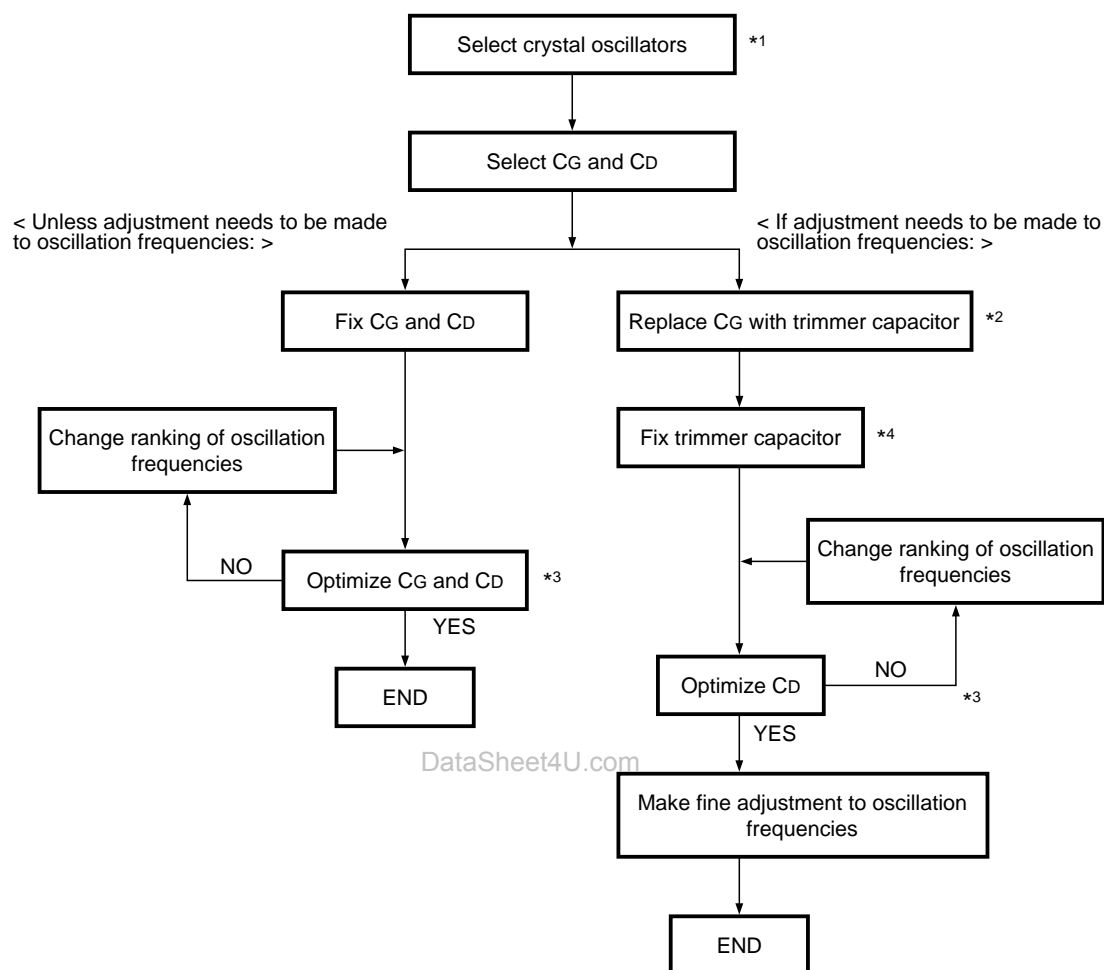 Select crystal oscillators *1
Select CG and CD
< Unless adjustment needs to be made
to oscillation frequencies: >
< If adjustment needs to be made to
oscillation frequencies: >
Fix CG and CD
Replace CG with trimmer capacitor *2
Change ranking of oscillation
frequencies
Fix trimmer capacitor *4
Change ranking of oscillation
frequencies
NO
Optimize CG and CD *3
YES
Optimize CD
NO
*3
END
YES
DataSheet4U.com
Make fine adjustment to oscillation
frequencies
END